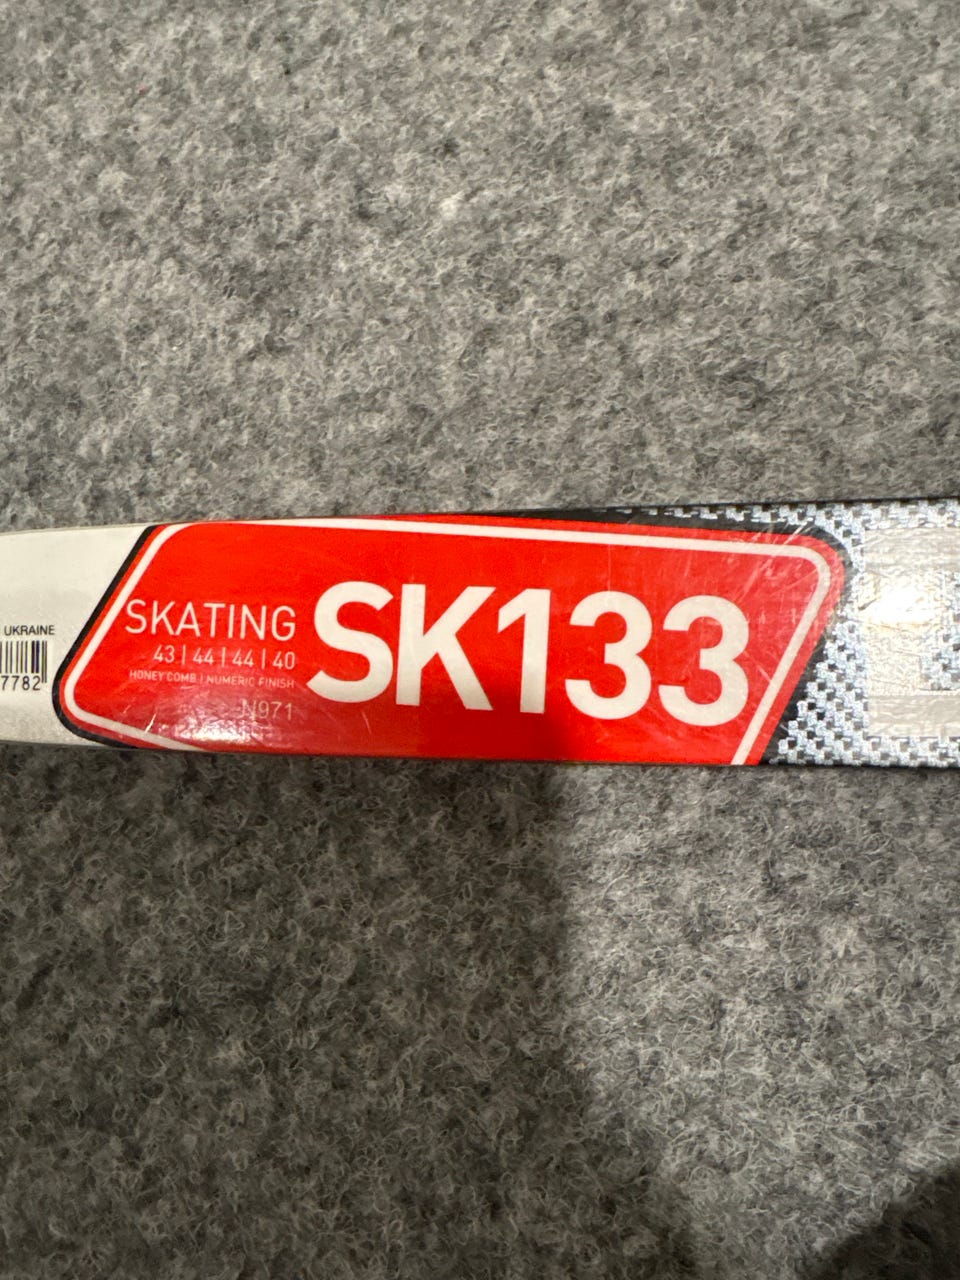 UKRAINE
7782
SKATING
43 | 44 | 44 | 40
HONEY COMB | NUMERIC FINISH
N971
SK133